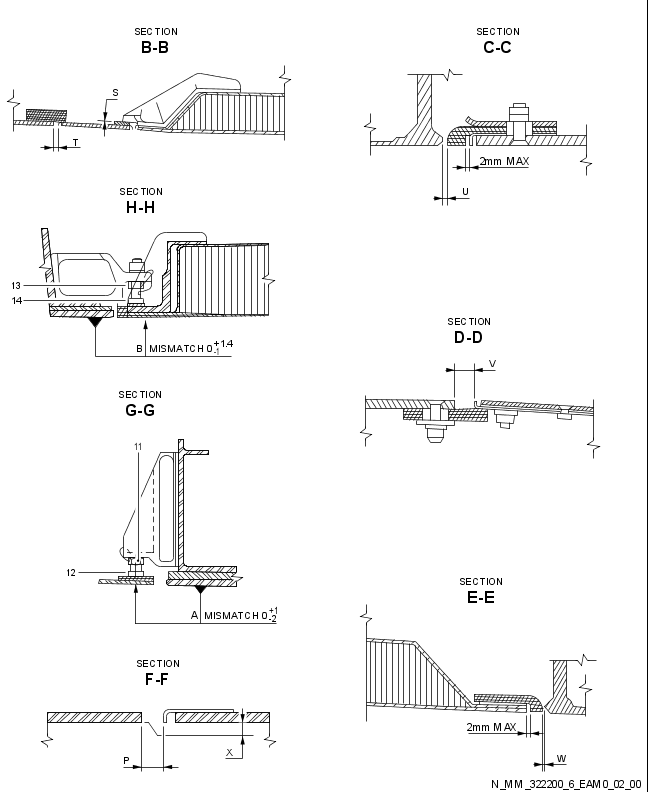 SECTION
B-B
S
T
SECTION
C-C
2mm MAX
U
SECTION
H-H
13
14
B MISMATCH 0 +1.4 -1
SECTION
D-D
V
SECTION
G-G
11
12
A MISMATCH 0 +1 -2
SECTION
E-E
2mm MAX
W
SECTION
F-F
P
X
N_MM_322200_6_EAM0_02_00